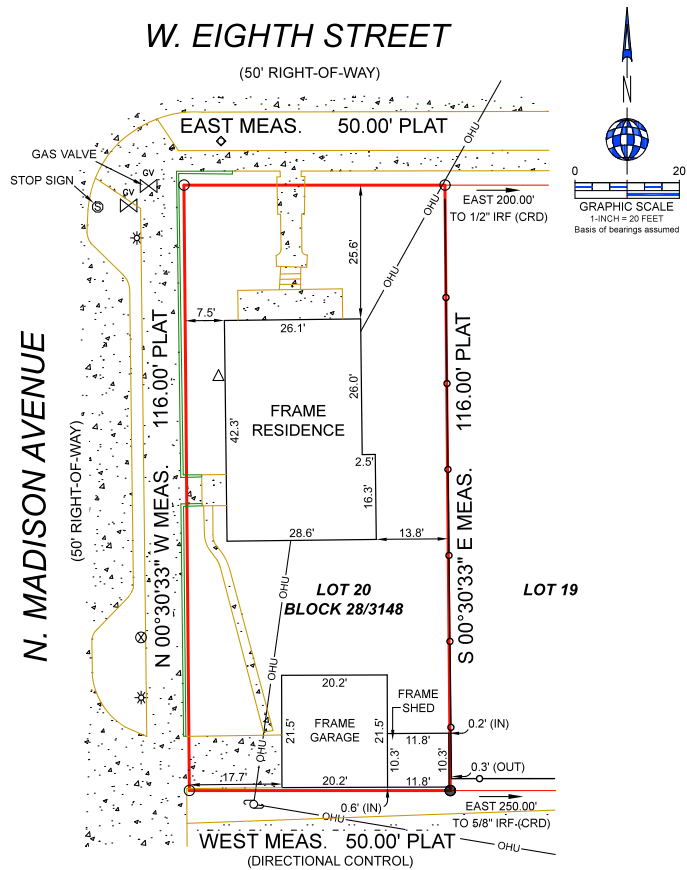 W. EIGHTH STREET
(50' RIGHT-OF-WAY)
N
EAST MEAS. 50.00' PLAT
OHU
GAS VALVE
GV
STOP SIGN
GV
S
0 20
GRAPHIC SCALE
1-INCH = 20 FEET
Basis of bearings assumed
EAST 200.00'
TO 1/2" IRF (CRD)
OHU
25.6'
7.5'
26.1'
N. MADISON AVENUE
(50' RIGHT-OF-WAY)
N 00°30'33" W MEAS. 116.00' PLAT
S 00°30'33" E MEAS. 116.00' PLAT
FRAME
RESIDENCE
42.3'
26.0'
2.5'
16.3'
28.6'
13.8'
OHU
LOT 20
BLOCK 28/3148
LOT 19
OHU
20.2'
FRAME
SHED
21.5'
FRAME
GARAGE
21.5'
0.2' (IN)
11.8'
OHU
10.3'
10.3'
0.3' (OUT)
17.7'
20.2'
11.8'
0.6' (IN)
EAST 250.00'
TO 5/8" IRF (CRD)
OHU
OHU
WEST MEAS. 50.00' PLAT
(DIRECTIONAL CONTROL)